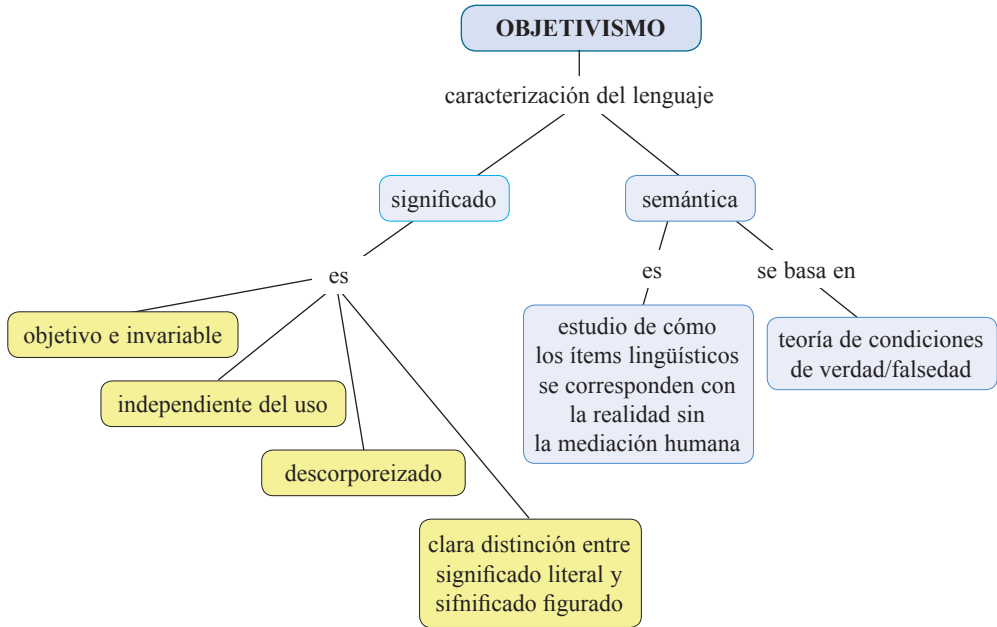 OBJETIVISMO
caracterización del lenguaje
significado
semántica
es
es
se basa en
objetivo e invariable
independiente del uso
descorporeizado
clara distinción entre
significado literal y
sifnificado figurado
estudio de cómo
los ítems lingüísticos
se corresponden con
la realidad sin
la mediación humana
teoría de condiciones
de verdad/falsedad